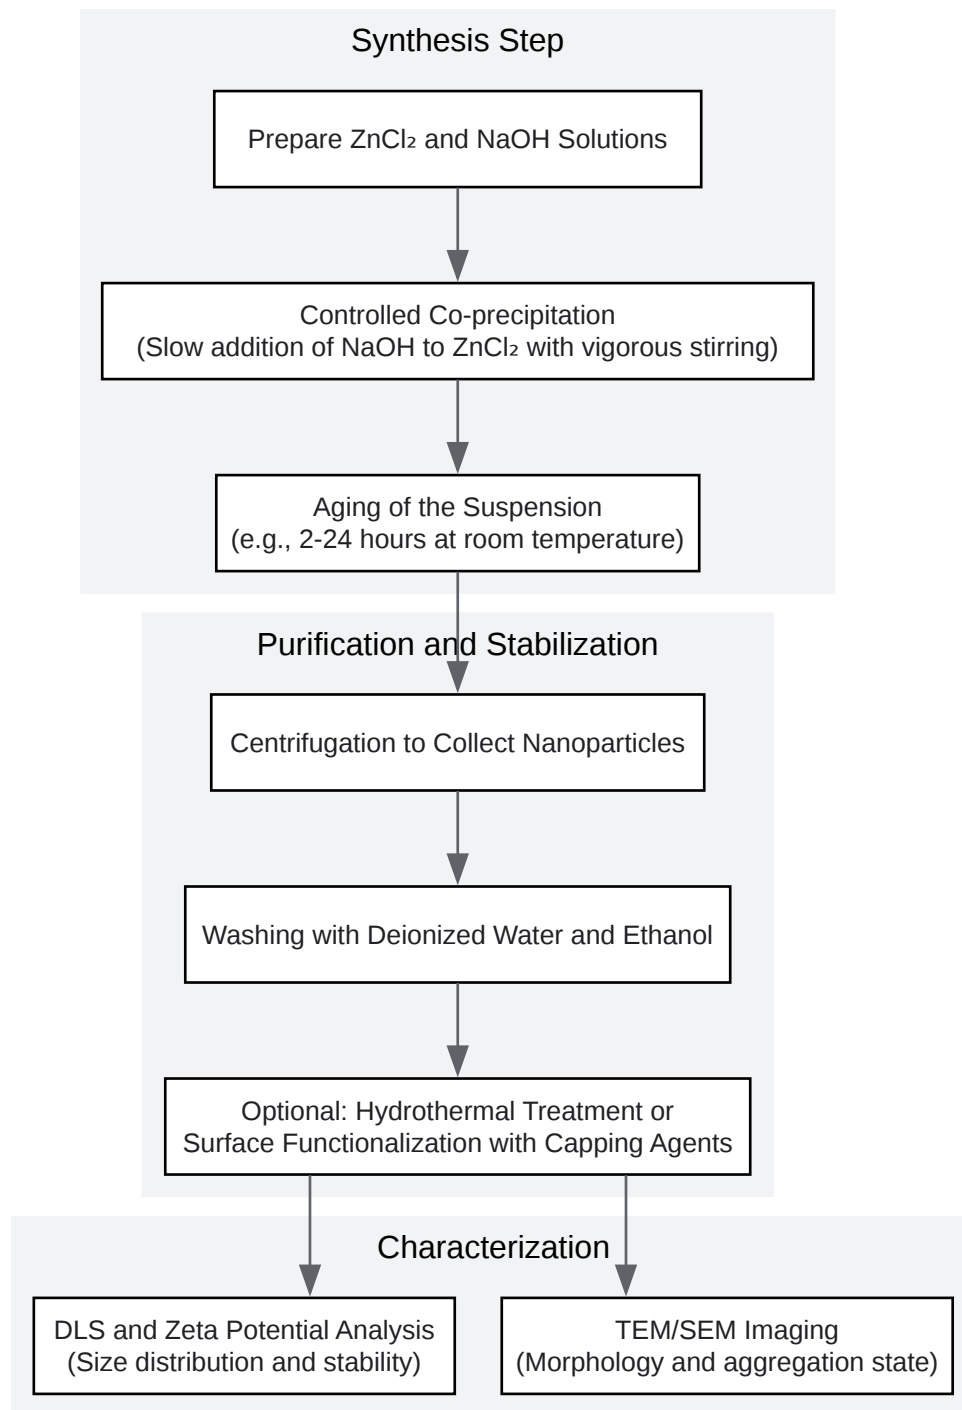 Synthesis Step
Prepare ZnCl₂ and NaOH Solutions
Controlled Co-precipitation
(Slow addition of NaOH to ZnCl₂ with vigorous stirring)
Aging of the Suspension
(e.g., 2-24 hours at room temperature)
Purification and Stabilization
Centrifugation to Collect Nanoparticles
Washing with Deionized Water and Ethanol
Optional: Hydrothermal Treatment or
Surface Functionalization with Capping Agents
Characterization
DLS and Zeta Potential Analysis
(Size distribution and stability)
TEM/SEM Imaging
(Morphology and aggregation state)